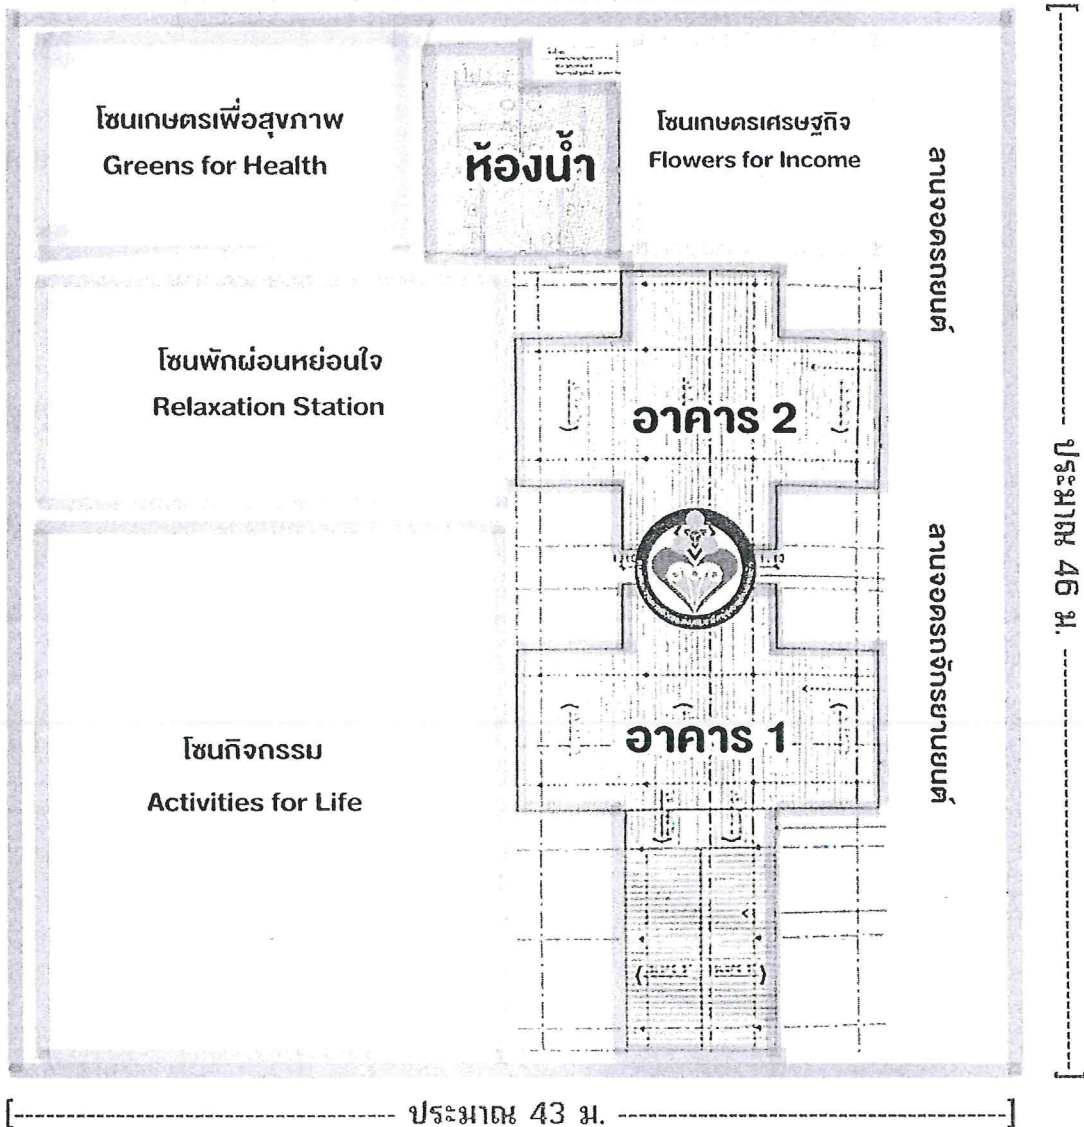 โซนเกษตรเพื่อสุขภาพ
Greens for Health
ห้องน้ำ
โซนเกษตรเศรษฐกิจ
Flowers for Income
ลานจอดรถยนต์
โซนพักผ่อนหย่อนใจ
Relaxation Station
อาคาร 2
ประมาณ 46 ม.
ลานจอดรถจักรยานยนต์
โซนกิจกรรม
Activities for Life
อาคาร 1
ประมาณ 43 ม.